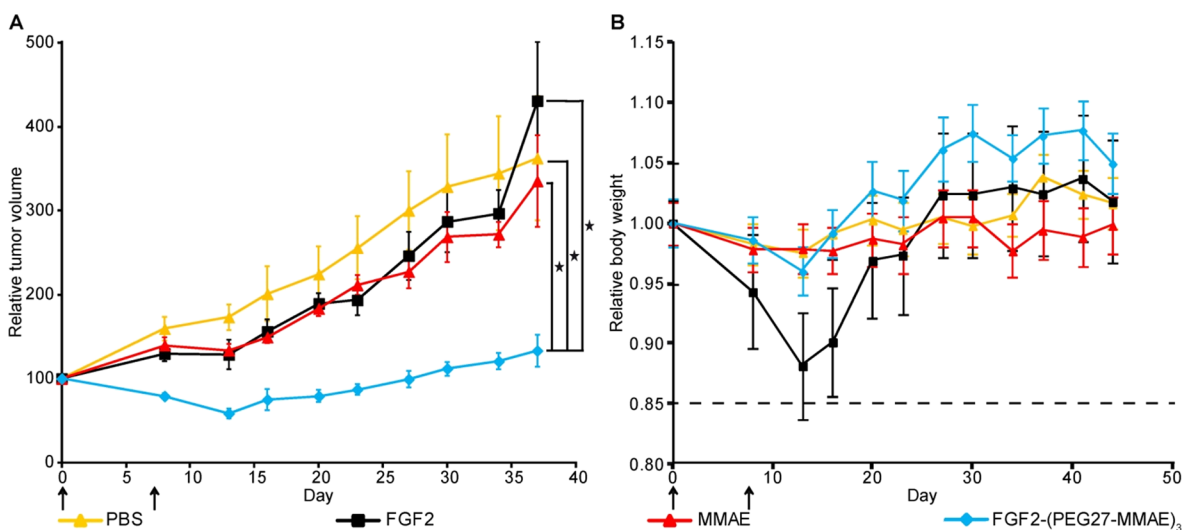 A
500
400
300
200
100
0
Relative tumor volume
0 5 10 15 20 25 30 35 40
Day
B
1.15
1.10
1.05
1.00
0.95
0.90
0.85
0.80
Relative body weight
0 10 20 30 40 50
Day
PBS FGF2 MMAE FGF2-(PEG27-MMAE)₃